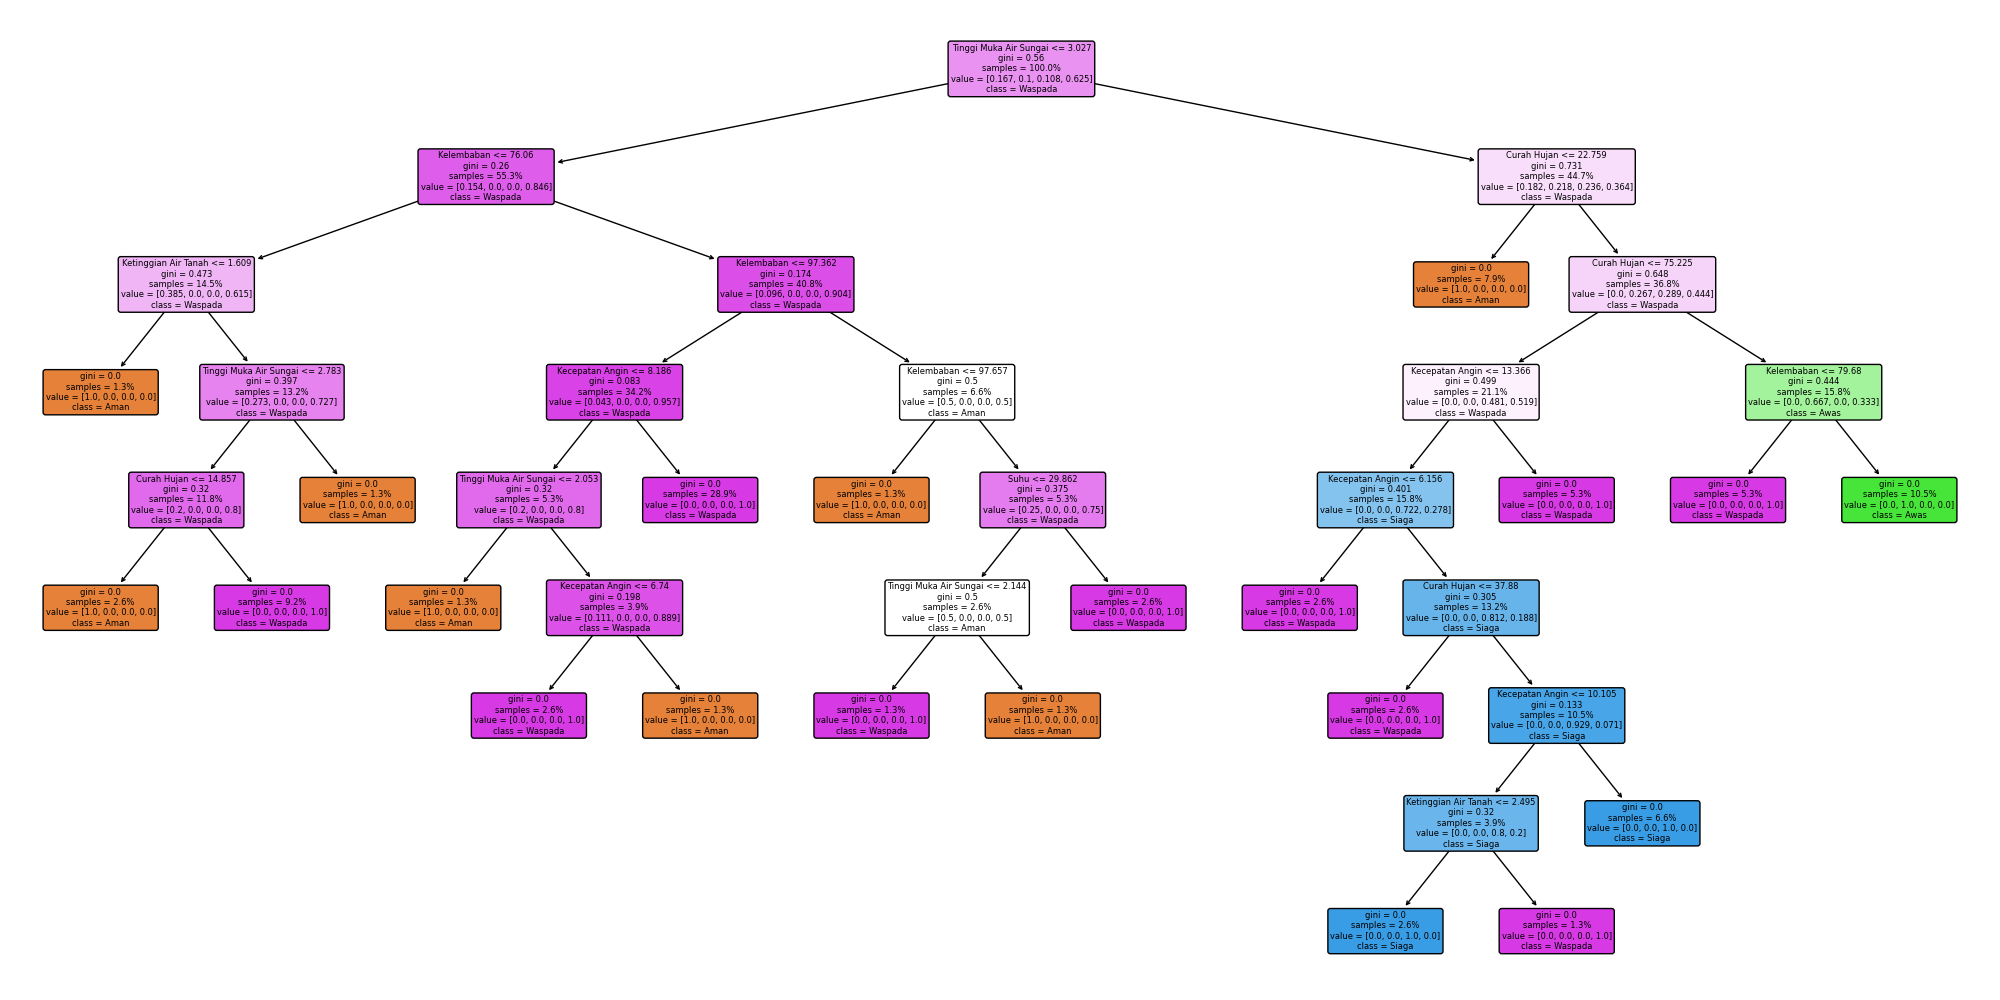 Tinggi Muka Air Sungai <= 3.027
gini = 0.56
samples = 100.0%
value = [0.167, 0.1, 0.108, 0.625]
class = Waspada
Kelembaban <= 76.06
gini = 0.26
samples = 55.3%
value = [0.154, 0.0, 0.0, 0.846]
class = Waspada
Curah Hujan <= 22.759
gini = 0.731
samples = 44.7%
value = [0.182, 0.218, 0.236, 0.364]
class = Waspada
Ketinggian Air Tanah <= 1.609
gini = 0.473
samples = 14.5%
value = [0.385, 0.0, 0.0, 0.615]
class = Waspada
Kelembaban <= 97.362
gini = 0.174
samples = 40.8%
value = [0.096, 0.0, 0.0, 0.904]
class = Waspada
gini = 0.0
samples = 7.9%
value = [1.0, 0.0, 0.0, 0.0]
class = Aman
Curah Hujan <= 75.225
gini = 0.648
samples = 36.8%
value = [0.0, 0.267, 0.289, 0.444]
class = Waspada
gini = 0.0
samples = 1.3%
value = [1.0, 0.0, 0.0, 0.0]
class = Aman
Tinggi Muka Air Sungai <= 2.783
gini = 0.397
samples = 13.2%
value = [0.273, 0.0, 0.0, 0.727]
class = Waspada
Kecepatan Angin <= 8.186
gini = 0.083
samples = 34.2%
value = [0.043, 0.0, 0.0, 0.957]
class = Waspada
Kelembaban <= 97.657
gini = 0.5
samples = 6.6%
value = [0.5, 0.0, 0.0, 0.5]
class = Aman
Kecepatan Angin <= 13.366
gini = 0.499
samples = 21.1%
value = [0.0, 0.0, 0.481, 0.519]
class = Waspada
Kelembaban <= 79.68
gini = 0.444
samples = 15.8%
value = [0.0, 0.667, 0.0, 0.333]
class = Awas
Curah Hujan <= 14.857
gini = 0.32
samples = 11.8%
value = [0.2, 0.0, 0.0, 0.8]
class = Waspada
gini = 0.0
samples = 1.3%
value = [1.0, 0.0, 0.0, 0.0]
class = Aman
Tinggi Muka Air Sungai <= 2.053
gini = 0.32
samples = 5.3%
value = [0.2, 0.0, 0.0, 0.8]
class = Waspada
gini = 0.0
samples = 28.9%
value = [0.0, 0.0, 0.0, 1.0]
class = Waspada
gini = 0.0
samples = 1.3%
value = [1.0, 0.0, 0.0, 0.0]
class = Aman
Suhu <= 29.862
gini = 0.375
samples = 5.3%
value = [0.25, 0.0, 0.0, 0.75]
class = Waspada
Kecepatan Angin <= 6.156
gini = 0.401
samples = 15.8%
value = [0.0, 0.0, 0.722, 0.278]
class = Siaga
gini = 0.0
samples = 5.3%
value = [0.0, 0.0, 0.0, 1.0]
class = Waspada
gini = 0.0
samples = 5.3%
value = [0.0, 0.0, 0.0, 1.0]
class = Waspada
gini = 0.0
samples = 10.5%
value = [0.0, 1.0, 0.0, 0.0]
class = Awas
gini = 0.0
samples = 2.6%
value = [1.0, 0.0, 0.0, 0.0]
class = Aman
gini = 0.0
samples = 9.2%
value = [0.0, 0.0, 0.0, 1.0]
class = Waspada
gini = 0.0
samples = 1.3%
value = [1.0, 0.0, 0.0, 0.0]
class = Aman
Kecepatan Angin <= 6.74
gini = 0.198
samples = 3.9%
value = [0.111, 0.0, 0.0, 0.889]
class = Waspada
Tinggi Muka Air Sungai <= 2.144
gini = 0.5
samples = 2.6%
value = [0.5, 0.0, 0.0, 0.5]
class = Aman
gini = 0.0
samples = 2.6%
value = [0.0, 0.0, 0.0, 1.0]
class = Waspada
gini = 0.0
samples = 2.6%
value = [0.0, 0.0, 0.0, 1.0]
class = Waspada
Curah Hujan <= 37.88
gini = 0.305
samples = 13.2%
value = [0.0, 0.0, 0.812, 0.188]
class = Siaga
gini = 0.0
samples = 2.6%
value = [0.0, 0.0, 0.0, 1.0]
class = Waspada
gini = 0.0
samples = 1.3%
value = [1.0, 0.0, 0.0, 0.0]
class = Aman
gini = 0.0
samples = 1.3%
value = [0.0, 0.0, 0.0, 1.0]
class = Waspada
gini = 0.0
samples = 1.3%
value = [1.0, 0.0, 0.0, 0.0]
class = Aman
gini = 0.0
samples = 2.6%
value = [0.0, 0.0, 0.0, 1.0]
class = Waspada
Kecepatan Angin <= 10.105
gini = 0.133
samples = 10.5%
value = [0.0, 0.0, 0.929, 0.071]
class = Siaga
Ketinggian Air Tanah <= 2.495
gini = 0.32
samples = 3.9%
value = [0.0, 0.0, 0.8, 0.2]
class = Siaga
gini = 0.0
samples = 6.6%
value = [0.0, 0.0, 1.0, 0.0]
class = Siaga
gini = 0.0
samples = 2.6%
value = [0.0, 0.0, 1.0, 0.0]
class = Siaga
gini = 0.0
samples = 1.3%
value = [0.0, 0.0, 0.0, 1.0]
class = Waspada